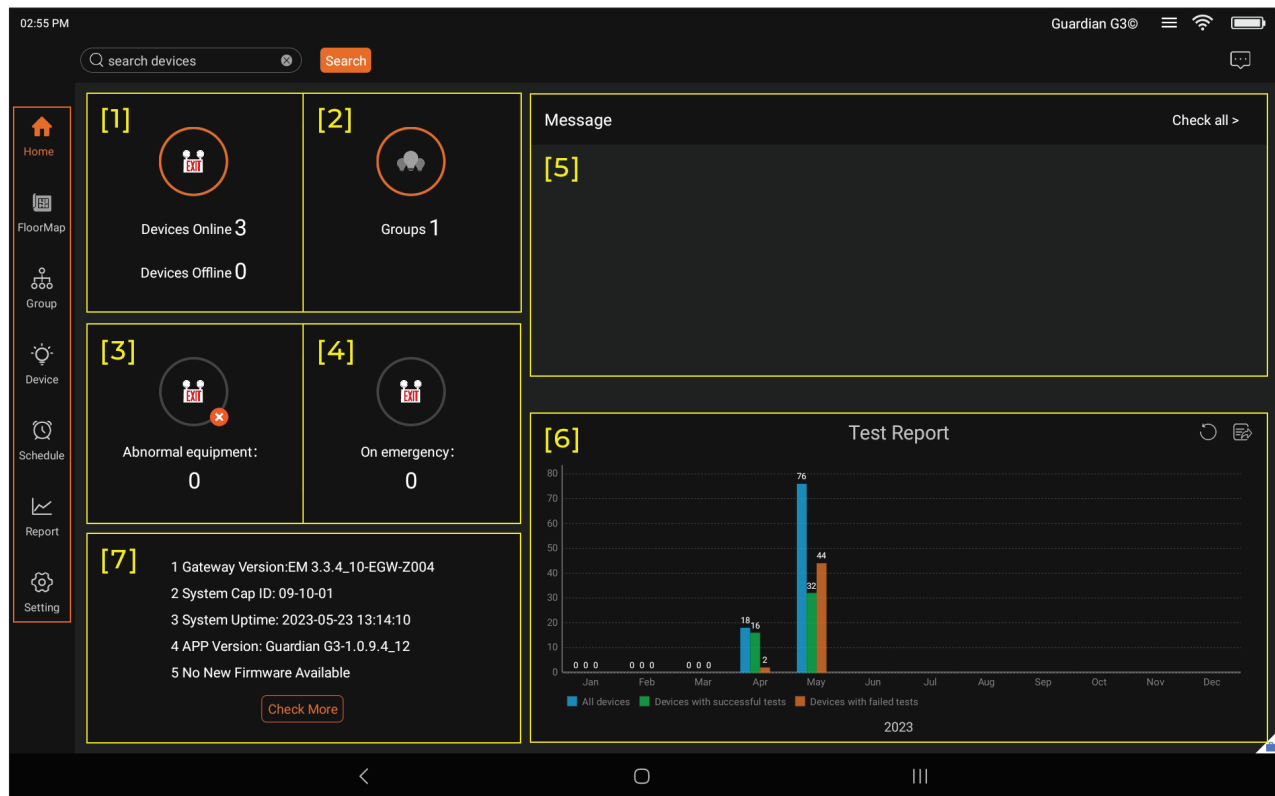 02:55 PM
Guardian G3©
search devices
Search
Home
FloorMap
Group
Device
Schedule
Report
Setting
[1]
EXIT
Devices Online 3
Devices Offline 0
[2]
Groups 1
[3]
EXIT
Abnormal equipment:
0
[4]
EXIT
On emergency:
0
[7]
1 Gateway Version:EM 3.3.4_10-EGW-Z004
2 System Cap ID: 09-10-01
3 System Uptime: 2023-05-23 13:14:10
4 APP Version: Guardian G3-1.0.9.4_12
5 No New Firmware Available
Check More
Message
Check all >
[5]
[6]
Test Report
80
70
60
50
40
30
20
10
0
0 0 0
0 0 0
0 0 0
18
16
2
76
32
44
Jan Feb Mar Apr May Jun Jul Aug Sep Oct Nov Dec
All devices Devices with successful tests Devices with failed tests
2023